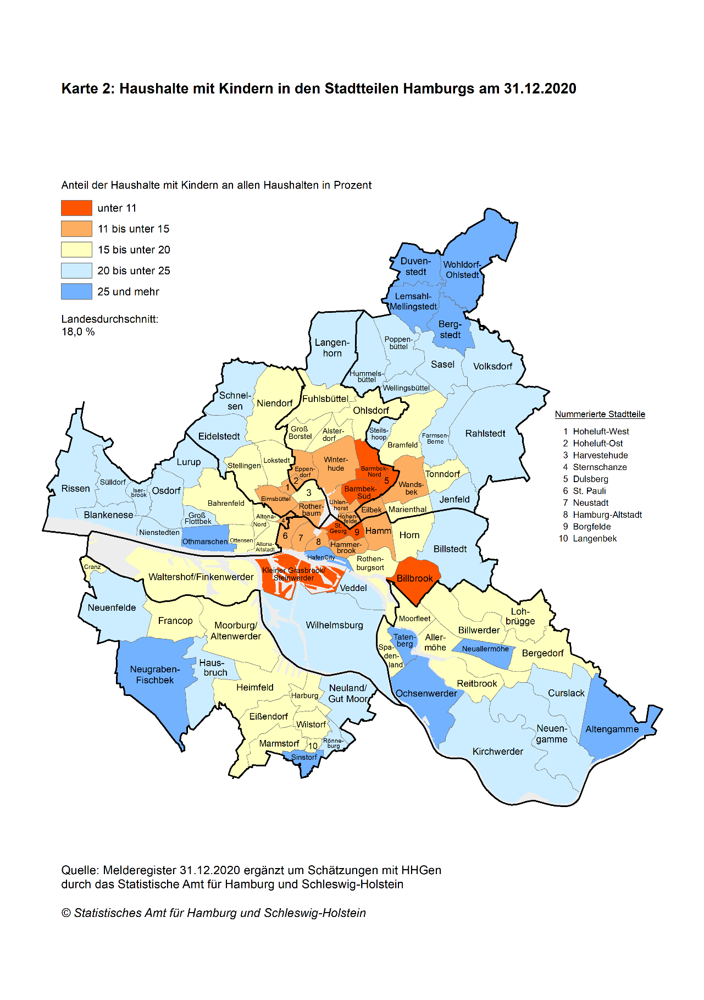 Karte 2: Haushalte mit Kindern in den Stadtteilen Hamburgs am 31.12.2020
Anteil der Haushalte mit Kindern an allen Haushalten in Prozent
unter 11
11 bis unter 15
15 bis unter 20
20 bis unter 25
25 und mehr
Landesdurchschnitt:
18,0 %
Duven-
stedt
Wohldorf-
Ohlstedt
Lemsahl-
Mellingstedt
Berg-
stedt
Langen-
horn
Poppen-
büttel
Sasel
Volksdorf
Hummels-
büttel
Wellingsbüttel
Schnel-
sen
Niendorf
Fuhlsbüttel
Ohlsdorf
Eidelstedt
Groß
Borstel
Alster-
dorf
Steils-
hoop
Bramfeld
Farmsen-
Berne
Rahlstedt
Lurup
Stellingen
Lokstedt
Eppen-
dorf
Winter-
hude
Barmbek-
Nord
Tonndorf
Rissen
Sülldorf
Iser-
brook
Osdorf
1
2
3
5
Barmbek-
Süd
Wands-
bek
Jenfeld
Blankenese
Bahrenfeld
Eimsbüttel
Rother-
baum
Uhlen-
horst
Eilbek
Marienthal
Groß
Flottbek
Altona-
Nord
4
Hohen-
felde
Nienstedten
Othmarschen
Ottensen
Altona-
Altstadt
6
7
8
St.
Georg
9
Hamm
Horn
Billstedt
Hammer-
brook
HafenCity
Rothen-
burgsort
Cranz
Waltershof/Finkenwerder
Kleiner Grasbrook/
Steinwerder
Billbrook
Veddel
Neuenfelde
Francop
Moorburg/
Altenwerder
Wilhelmsburg
Moorfleet
Loh-
brügge
Billwerder
Taten-
berg
Aller-
möhe
Neuallermöhe
Bergedorf
Spa-
den-
land
Neugraben-
Fischbek
Haus-
bruch
Heimfeld
Harburg
Neuland/
Gut Moor
Reitbrook
Ochsenwerder
Curslack
Eißendorf
Wilstorf
Neuen-
gamme
Altengamme
Marmstorf
10
Rönne-
burg
Sinstorf
Kirchwerder
Nummerierte Stadtteile
1 Hoheluft-West
2 Hoheluft-Ost
3 Harvestehude
4 Sternschanze
5 Dulsberg
6 St. Pauli
7 Neustadt
8 Hamburg-Altstadt
9 Borgfelde
10 Langenbek
Quelle: Melderegister 31.12.2020 ergänzt um Schätzungen mit HHGen
durch das Statistische Amt für Hamburg und Schleswig-Holstein
© Statistisches Amt für Hamburg und Schleswig-Holstein